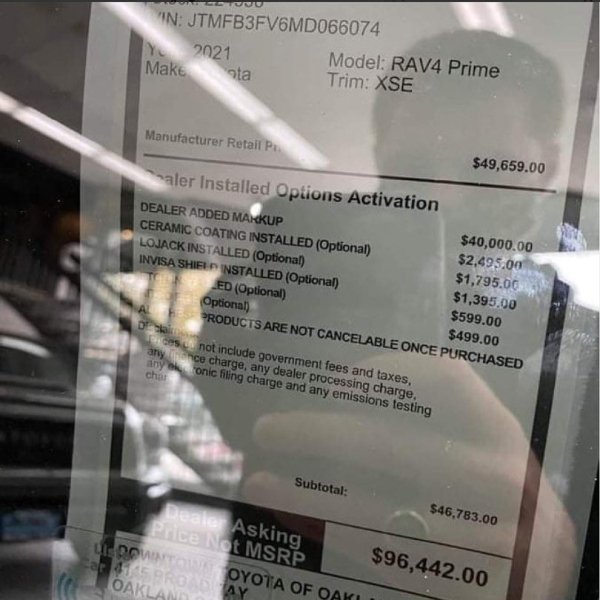 VIN: JTMFB3FV6MD066074
2021 Model: RAV4 Prime
Make Trim: XSE
Manufacturer Retail $49,659.00
Dealer Installed Options Activation
DEALER ADDED MARKUP $40,000.00
CERAMIC COATING INSTALLED (Optional) $2,495.00
LOJACK INSTALLED (Optional) $1,795.00
INVISA SHIELD INSTALLED (Optional) $1,395.00
(Optional) $599.00
(Optional) $499.00
PRODUCTS ARE NOT CANCELABLE ONCE PURCHASED
not include government fees and taxes,
any charge, any dealer processing charge,
any filing charge and any emissions testing
Subtotal: $46,783.00
Dealer Asking
Price Not MSRP $96,442.00
DOWNTOWN TOYOTA OF
4145 BROADWAY
OAKLAND